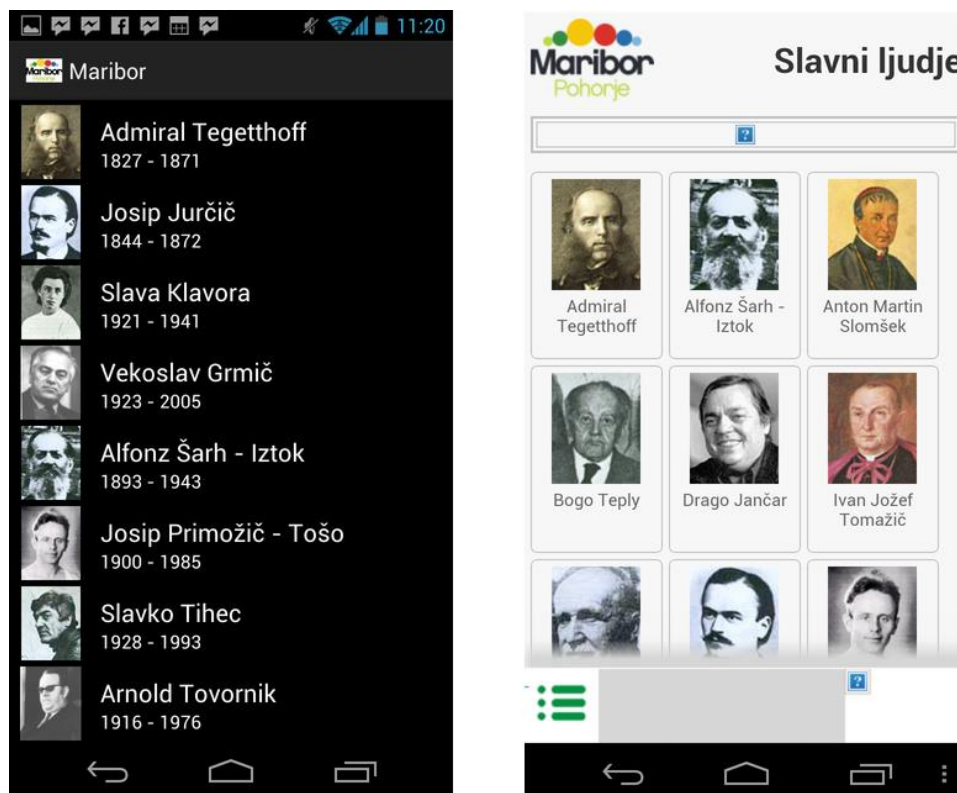 11:20
Maribor
Maribor
Admiral Tegetthoff
1827 - 1871
Josip Jurčič
1844 - 1872
Slava Klavora
1921 - 1941
Vekoslav Grmič
1923 - 2005
Alfonz Šarh - Iztok
1893 - 1943
Josip Primožič - Tošo
1900 - 1985
Slavko Tihec
1928 - 1993
Arnold Tovornik
1916 - 1976
Maribor
Pohorje
Slavni ljudje
?
Admiral
Tegetthoff
Alfonz Šarh -
Iztok
Anton Martin
Slomšek
Bogo Teply
Drago Jančar
Ivan Jožef
Tomažič
?